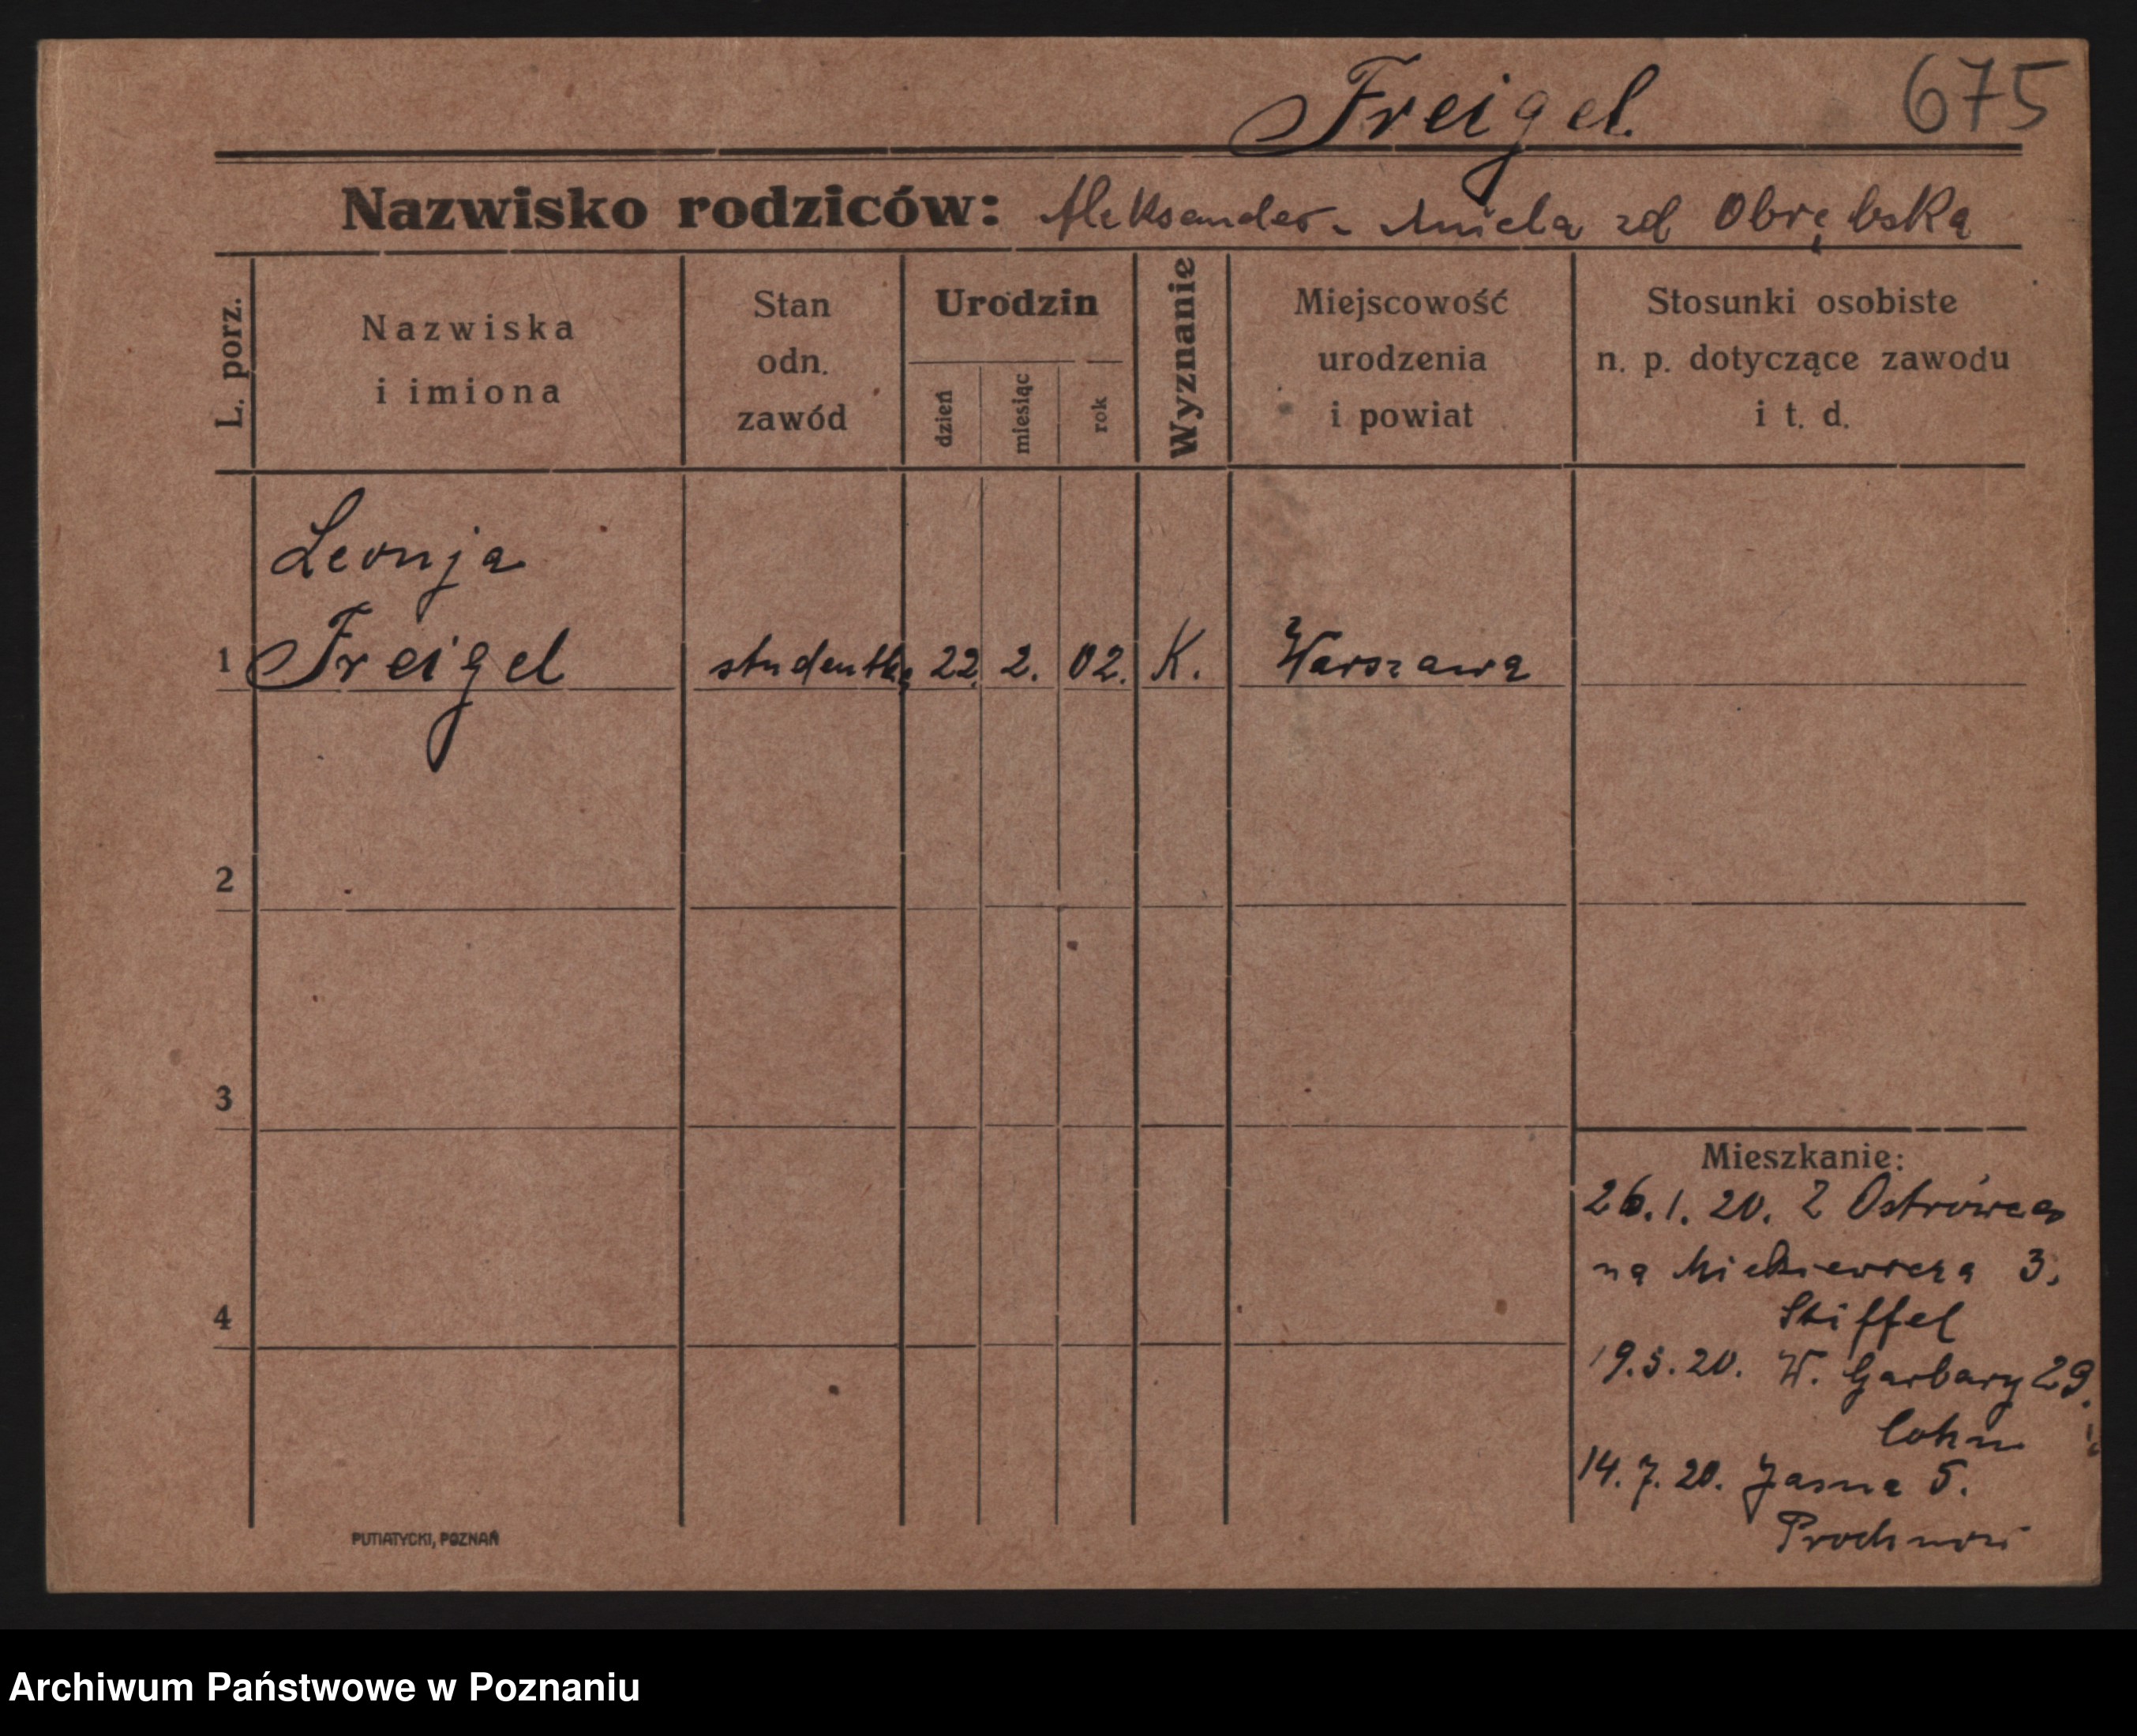 Freigel. 675
Nazwisko rodziców: Aleksander - Aniela zd Obrębska
L. porz.
Nazwiska
i imiona
Stan
odn.
zawód
Urodzin
dzień
miesiąc
rok
Wyznanie
Miejscowość
urodzenia
i powiat
Stosunki osobiste
n. p. dotyczące zawodu
i t. d.
Leonja
1 Freigel studentka 22. 2. 02. K. Warszawa
2
3
4
Mieszkanie:
26.1.20. Z
na Mickiewicza 3.
Stiffel
19.5.20. W. Garbary 29.
Cohn
14.7.20. Jasna 5.
Prochnow
PUTIATYCKI, POZNAŃ
Archiwum Państwowe w Poznaniu